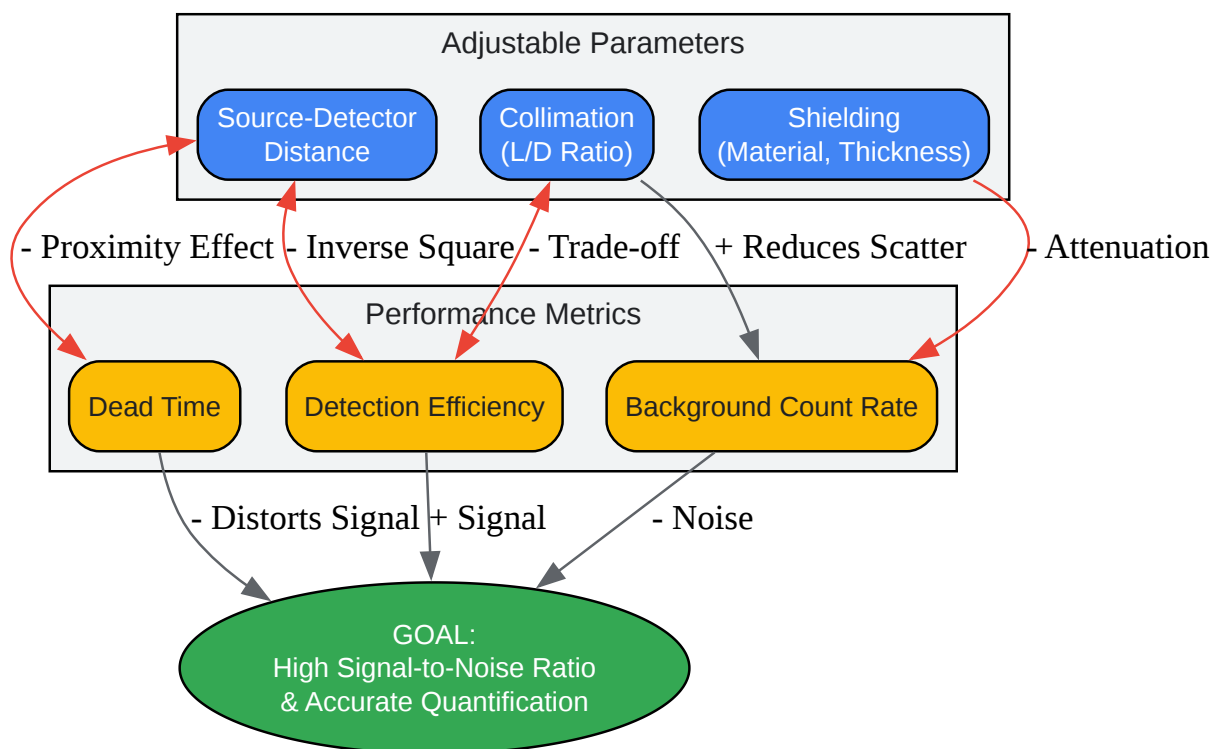 Adjustable Parameters
Source-Detector
Distance
Collimation
(L/D Ratio)
Shielding
(Material, Thickness)
- Proximity Effect
- Inverse Square
- Trade-off
+ Reduces Scatter
- Attenuation
Performance Metrics
Dead Time
Detection Efficiency
Background Count Rate
- Distorts Signal
+ Signal
- Noise
GOAL:
High Signal-to-Noise Ratio
& Accurate Quantification